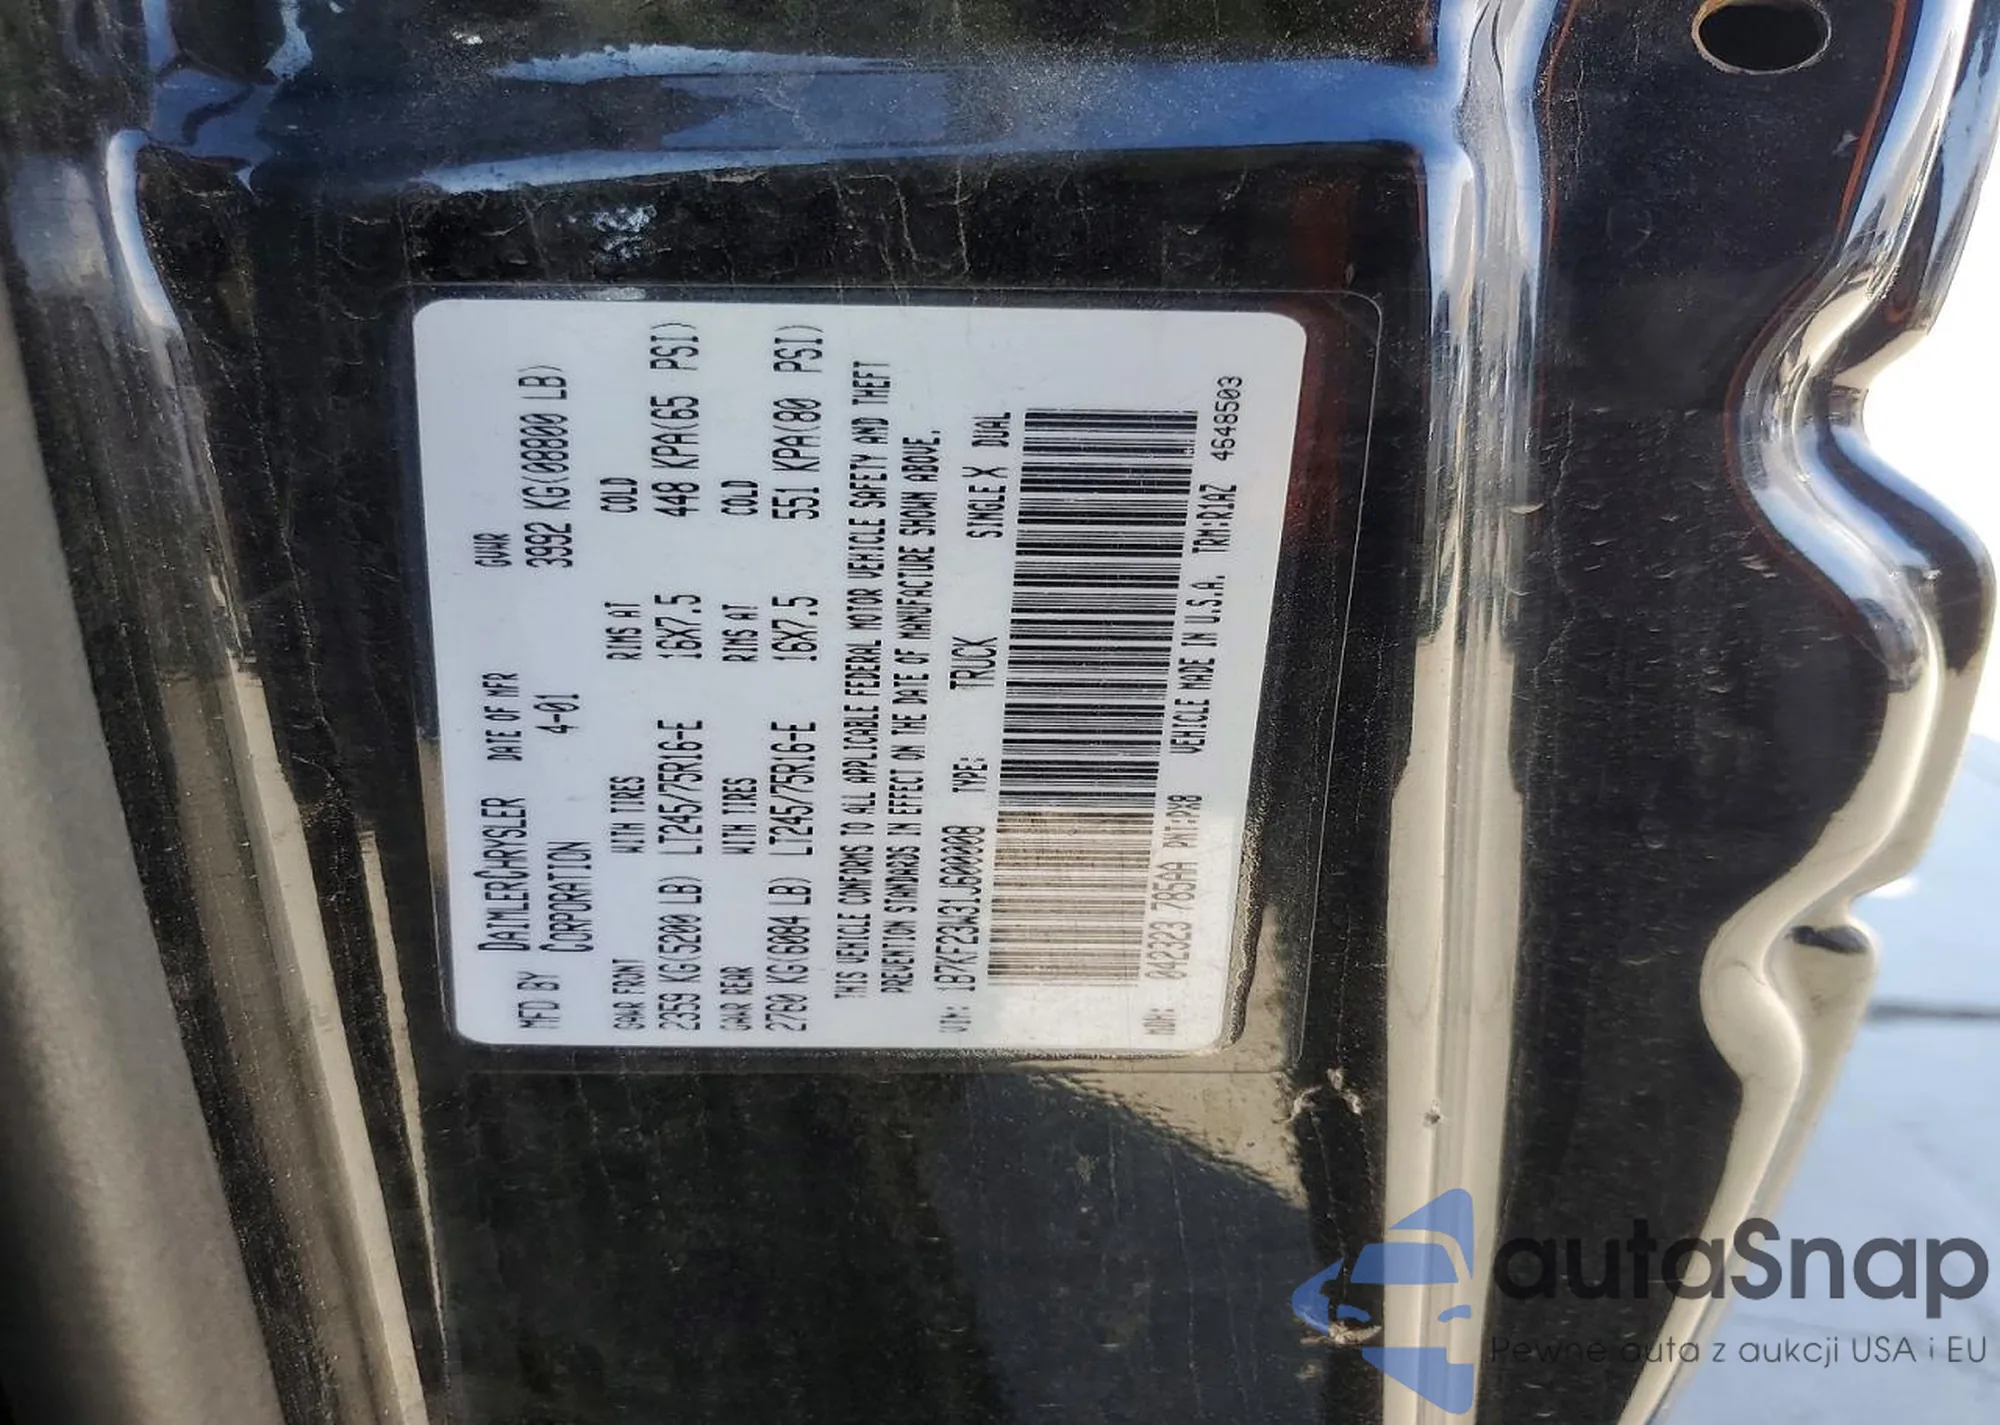 MFD BY DAIMLERCHRYSLER CORPORATION DATE OF MFR 4-01 GVWR 3992 KG(08800 LB)
GAWR FRONT WITH TIRES RIMS AT COLD
2359 KG(5200 LB) LT245/75R16-E 16X7.5 448 KPA(65 PSI)
GAWR REAR WITH TIRES RIMS AT COLD
2760 KG(6084 LB) LT245/75R16-E 16X7.5 551 KPA(80 PSI)
THIS VEHICLE CONFORMS TO ALL APPLICABLE FEDERAL MOTOR VEHICLE SAFETY AND THEFT
PREVENTION STANDARDS IN EFFECT ON THE DATE OF MANUFACTURE SHOWN ABOVE.
VIN: 1B7KF23W31J600008 TYPE: TRUCK SINGLE X DUAL
MDH: 042323 785AA PNT:PX8 VEHICLE MADE IN U.S.A. TRM:R1AZ 4648503
autaSnap
Pewne auta z aukcji USA i EU